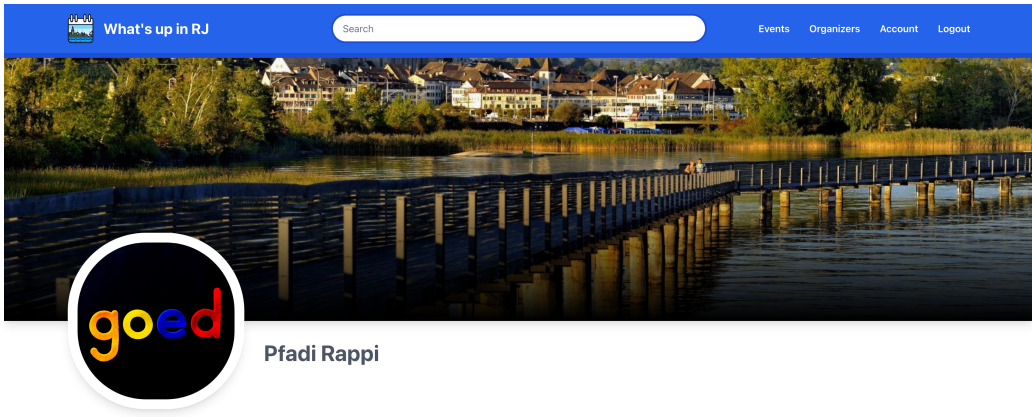 What's up in RJ
Search
Events
Organizers
Account
Logout
goed
Pfadi Rappi